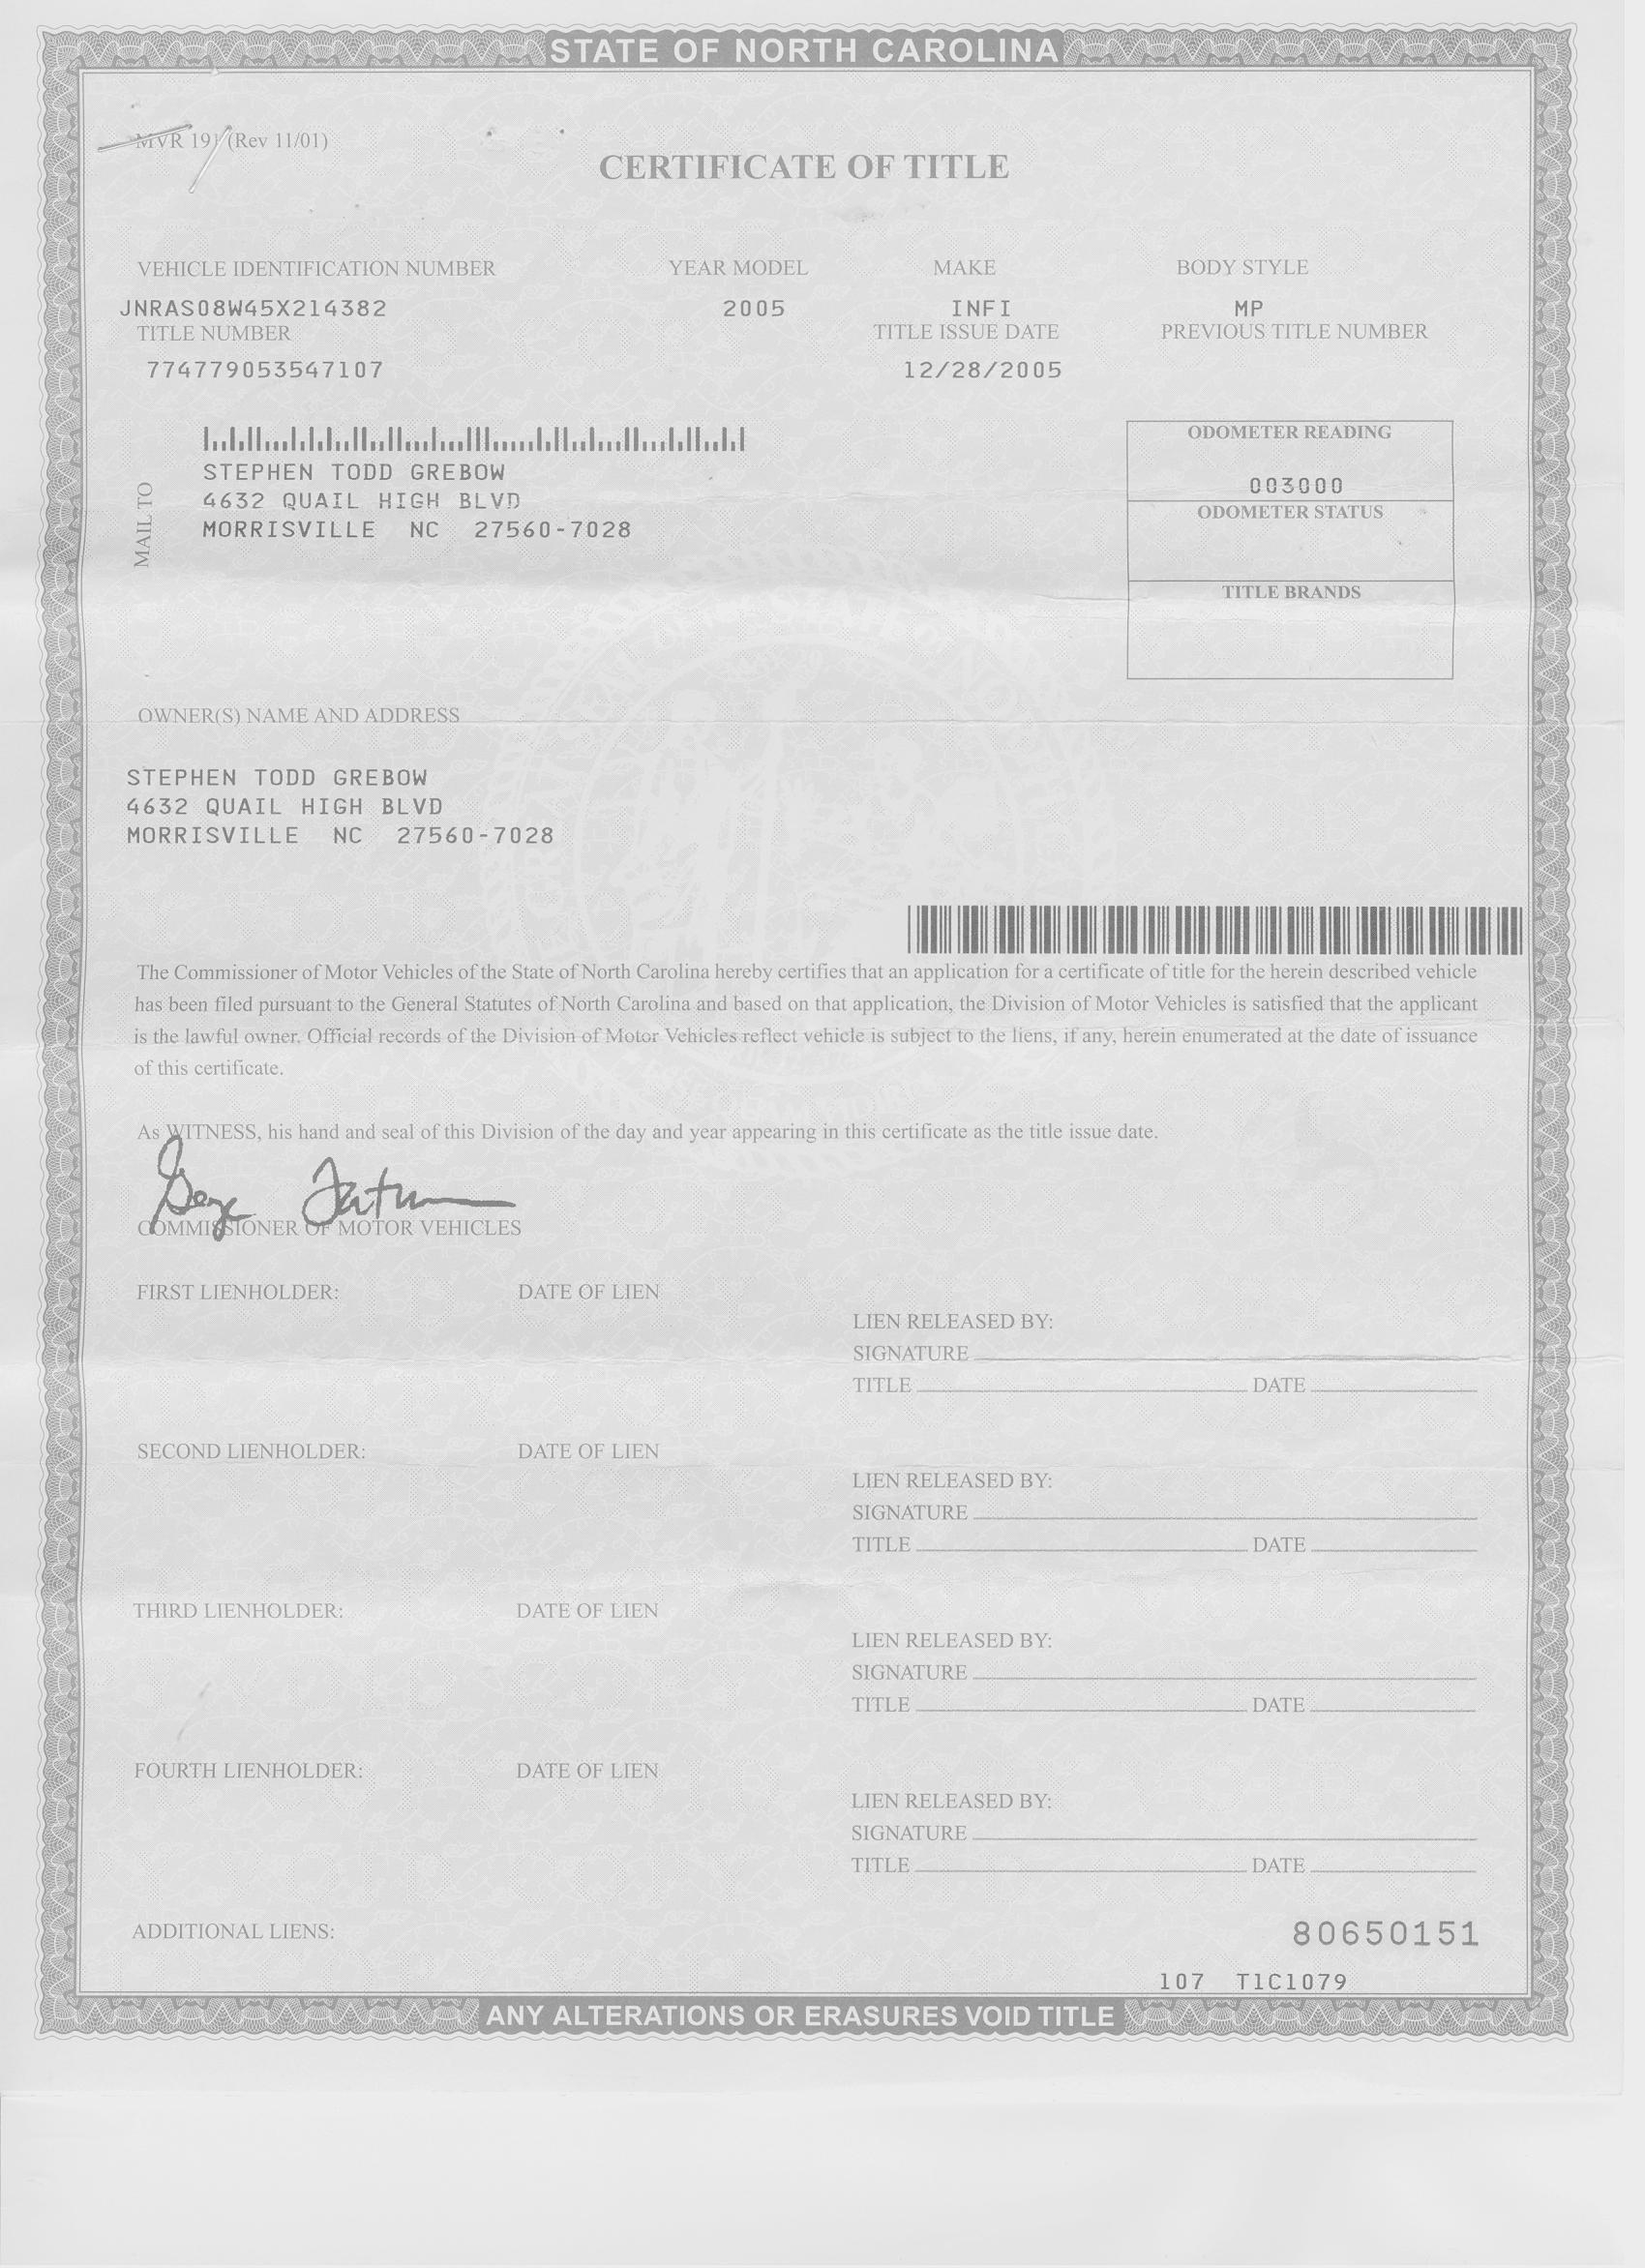 STATE OF NORTH CAROLINA
MVR 191 (Rev 11/01)
CERTIFICATE OF TITLE
VEHICLE IDENTIFICATION NUMBER YEAR MODEL MAKE BODY STYLE
JNRAS08W45X214382 2005 INFI MP
TITLE NUMBER TITLE ISSUE DATE PREVIOUS TITLE NUMBER
774779053547107 12/28/2005
ODOMETER READING
003000
ODOMETER STATUS
TITLE BRANDS
MAIL TO
STEPHEN TODD GREBOW
4632 QUAIL HIGH BLVD
MORRISVILLE NC 27560-7028
OWNER(S) NAME AND ADDRESS
STEPHEN TODD GREBOW
4632 QUAIL HIGH BLVD
MORRISVILLE NC 27560-7028
The Commissioner of Motor Vehicles of the State of North Carolina hereby certifies that an application for a certificate of title for the herein described vehicle
has been filed pursuant to the General Statutes of North Carolina and based on that application, the Division of Motor Vehicles is satisfied that the applicant
is the lawful owner. Official records of the Division of Motor Vehicles reflect vehicle is subject to the liens, if any, herein enumerated at the date of issuance
of this certificate.
As WITNESS, his hand and seal of this Division of the day and year appearing in this certificate as the title issue date.
George Tatum
COMMISSIONER OF MOTOR VEHICLES
FIRST LIENHOLDER: DATE OF LIEN
LIEN RELEASED BY:
SIGNATURE
TITLE DATE
SECOND LIENHOLDER: DATE OF LIEN
LIEN RELEASED BY:
SIGNATURE
TITLE DATE
THIRD LIENHOLDER: DATE OF LIEN
LIEN RELEASED BY:
SIGNATURE
TITLE DATE
FOURTH LIENHOLDER: DATE OF LIEN
LIEN RELEASED BY:
SIGNATURE
TITLE DATE
ADDITIONAL LIENS:
80650151
107 T1C1079
ANY ALTERATIONS OR ERASURES VOID TITLE